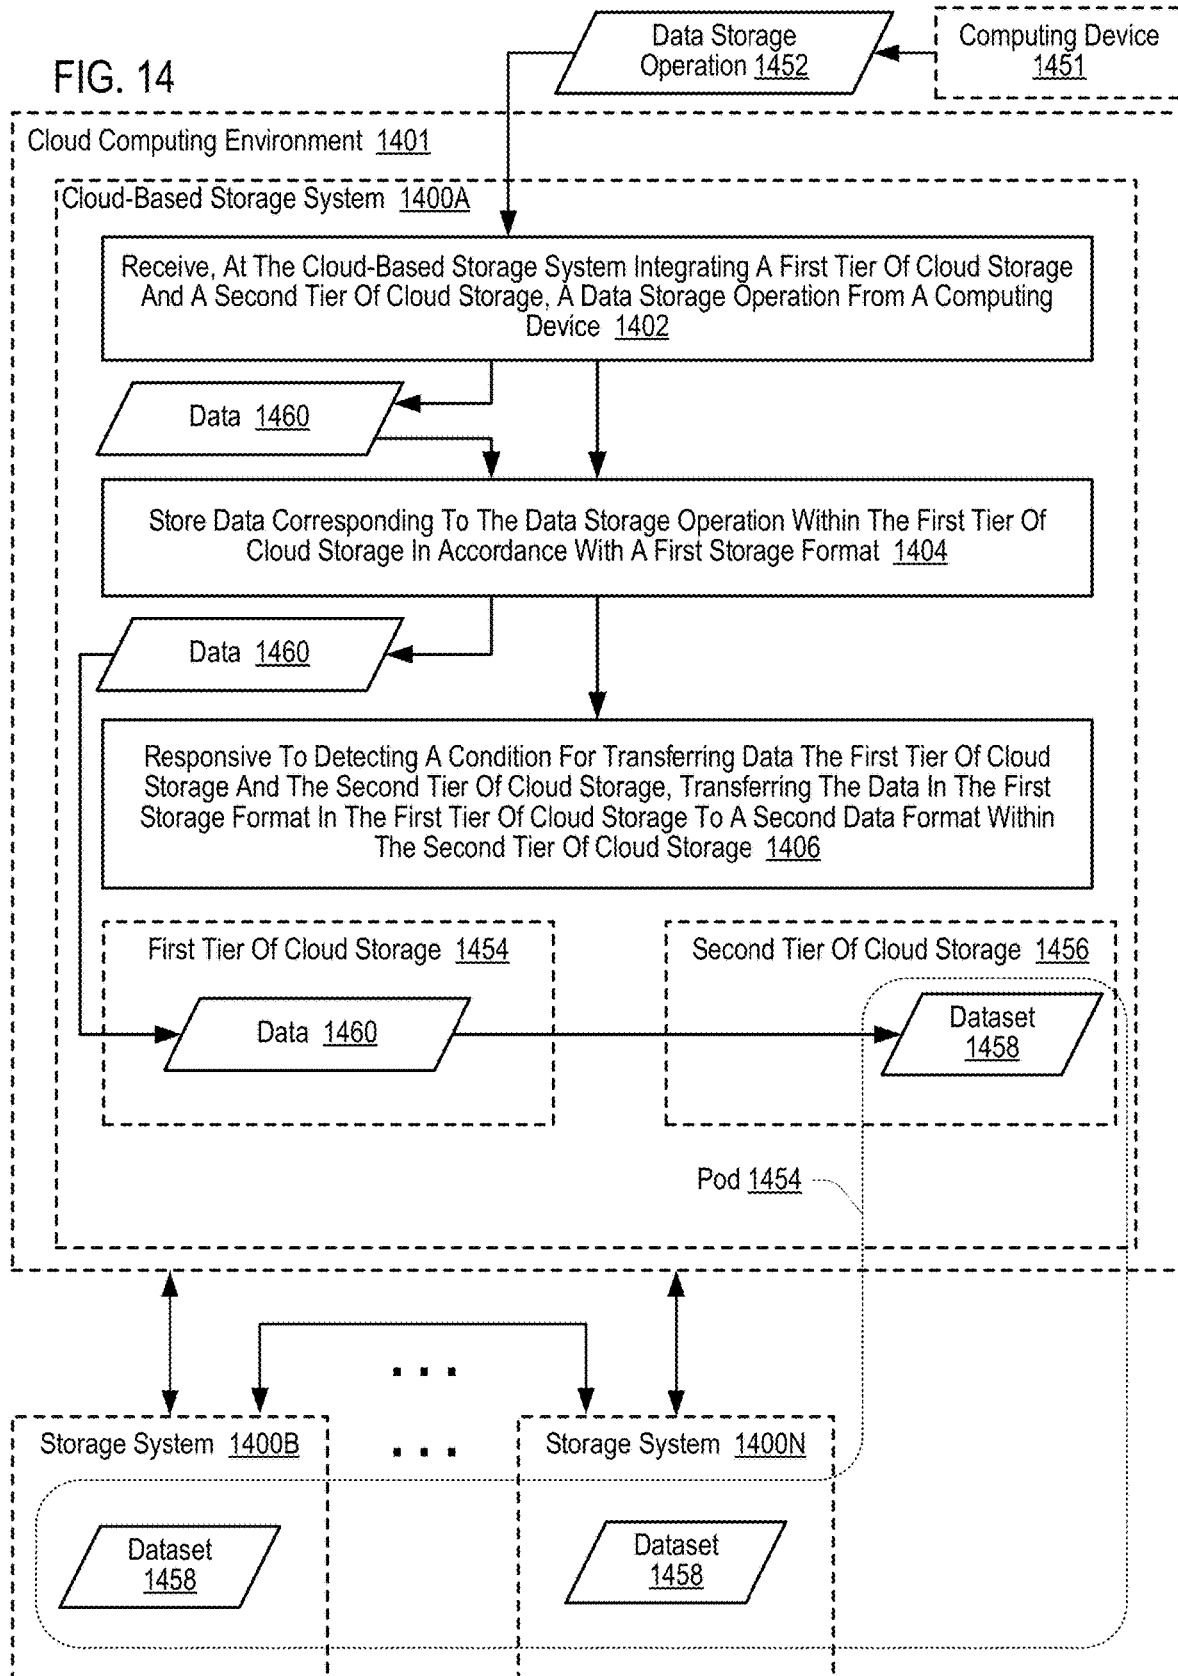 Data Storage
Operation 1452
Computing Device
1451
FIG. 14
Cloud Computing Environment 1401
Cloud-Based Storage System 1400A
Receive, At The Cloud-Based Storage System Integrating A First Tier Of Cloud Storage
And A Second Tier Of Cloud Storage, A Data Storage Operation From A Computing
Device 1402
Data 1460
Store Data Corresponding To The Data Storage Operation Within The First Tier Of
Cloud Storage In Accordance With A First Storage Format 1404
Data 1460
Responsive To Detecting A Condition For Transferring Data The First Tier Of Cloud
Storage And The Second Tier Of Cloud Storage, Transferring The Data In The First
Storage Format In The First Tier Of Cloud Storage To A Second Data Format Within
The Second Tier Of Cloud Storage 1406
First Tier Of Cloud Storage 1454
Second Tier Of Cloud Storage 1456
Data 1460
Dataset
1458
Pod 1454
Storage System 1400B
Storage System 1400N
Dataset
1458
Dataset
1458